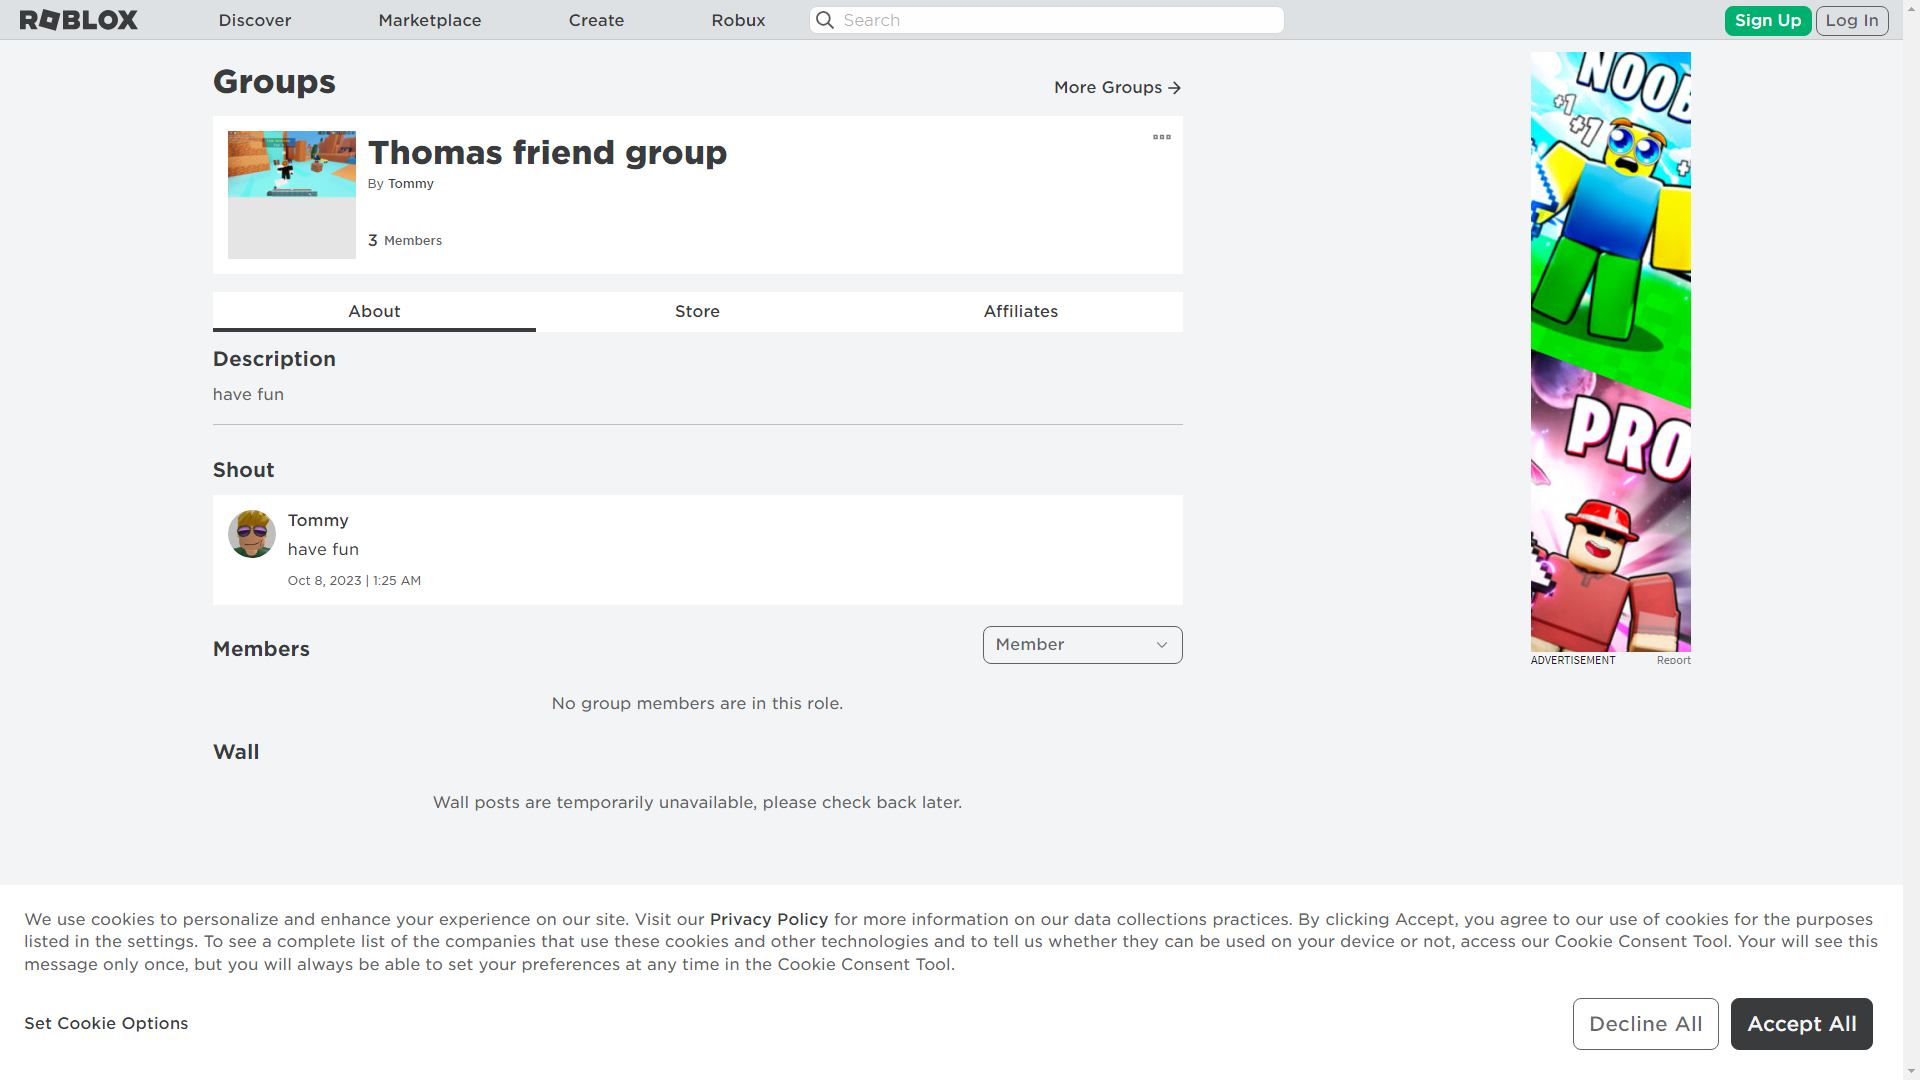 ROBLOX Discover Marketplace Create Robux Search Sign Up Log In
Groups
More Groups
Thomas friend group
By Tommy
3 Members
About Store Affiliates
Description
have fun
Shout
Tommy
have fun
Oct 8, 2023 | 1:25 AM
Members
Member
No group members are in this role.
Wall
Wall posts are temporarily unavailable, please check back later.
NOOB
+1
+1
PRO
ADVERTISEMENT Report
We use cookies to personalize and enhance your experience on our site. Visit our Privacy Policy for more information on our data collections practices. By clicking Accept, you agree to our use of cookies for the purposes
listed in the settings. To see a complete list of the companies that use these cookies and other technologies and to tell us whether they can be used on your device or not, access our Cookie Consent Tool. Your will see this
message only once, but you will always be able to set your preferences at any time in the Cookie Consent Tool.
Set Cookie Options
Decline All
Accept All